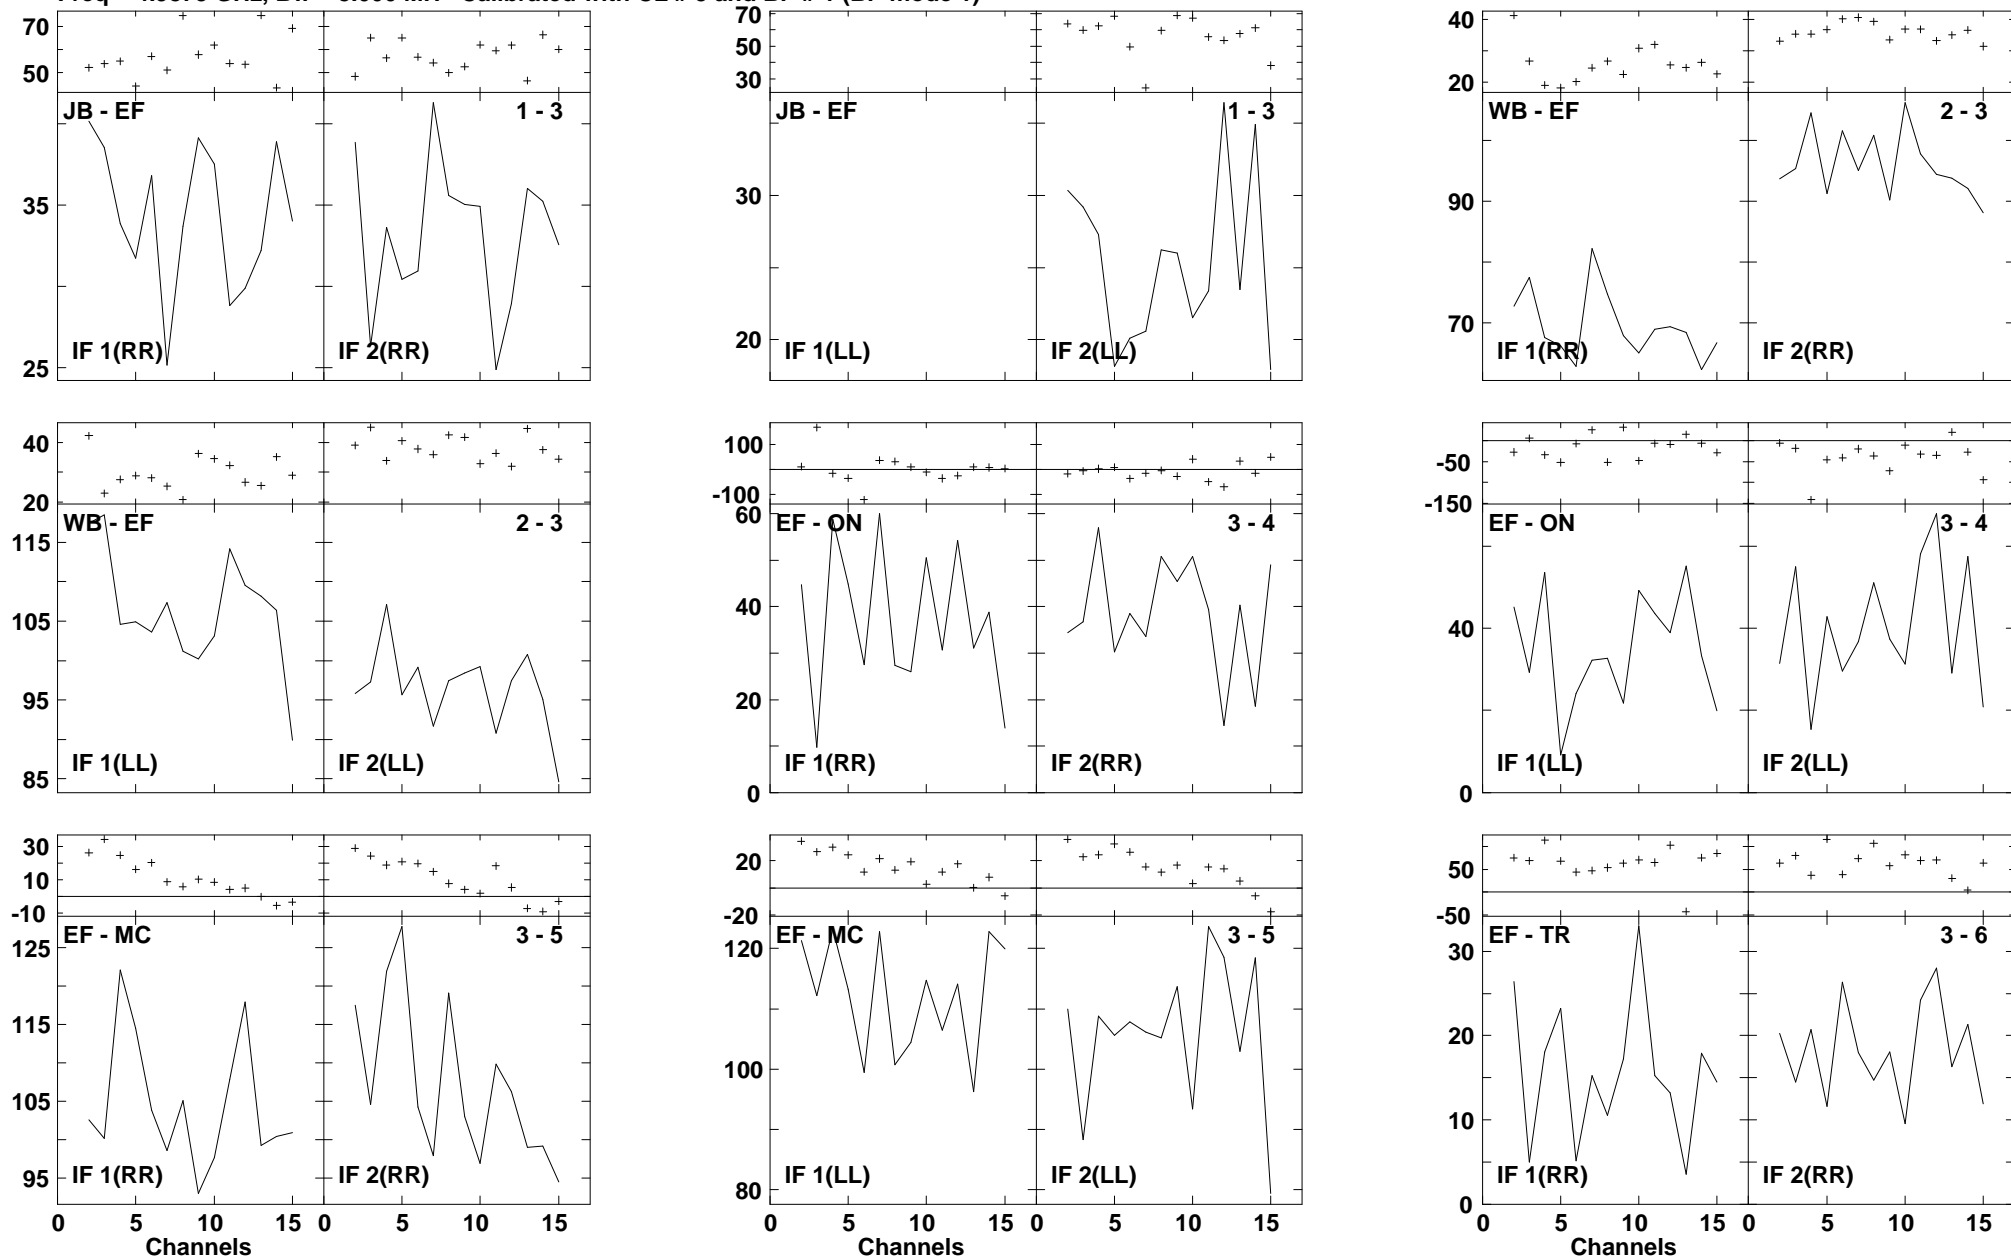 70
50
JB - EF
1 - 3
35
25
IF 1(RR)
IF 2(RR)
70
50
30
JB - EF
1 - 3
30
20
IF 1(LL)
IF 2(LL)
40
20
WB - EF
2 - 3
90
70
IF 1(RR)
IF 2(RR)
40
20
WB - EF
2 - 3
115
105
95
85
IF 1(LL)
IF 2(LL)
100
-100
EF - ON
3 - 4
60
40
20
0
IF 1(RR)
IF 2(RR)
-50
-150
EF - ON
3 - 4
40
0
IF 1(LL)
IF 2(LL)
30
10
-10
EF - MC
3 - 5
125
115
105
95
IF 1(RR)
IF 2(RR)
0 5 10 15 0 5 10 15
Channels
20
-20
EF - MC
3 - 5
120
100
80
IF 1(LL)
IF 2(LL)
0 5 10 15 0 5 10 15
Channels
50
-50
EF - TR
3 - 6
30
20
10
0
IF 1(RR)
IF 2(RR)
0 5 10 15 0 5 10 15
Channels